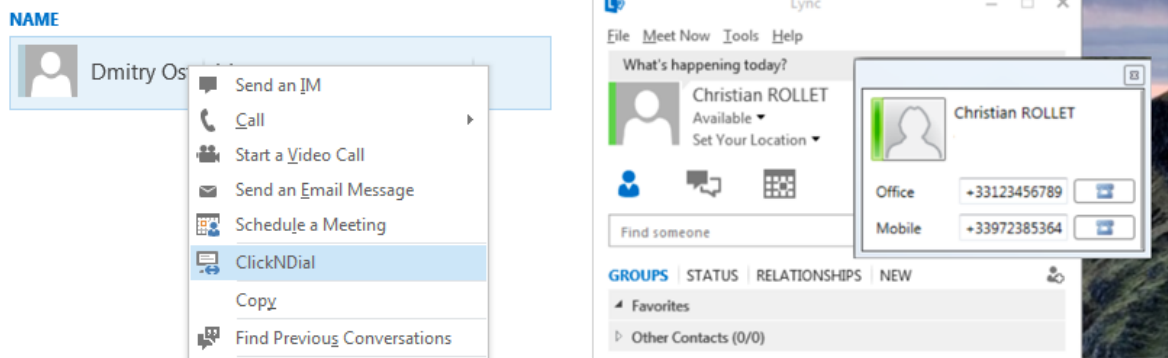 NAME
Dmitry
Send an IM
Call
Start a Video Call
Send an Email Message
Schedule a Meeting
ClickNDial
Copy
Find Previous Conversations
Lync
File Meet Now Tools Help
What's happening today?
Christian ROLLET
Available
Set Your Location
Find someone
GROUPS STATUS RELATIONSHIPS NEW
Favorites
Other Contacts (0/0)
Christian ROLLET
Office +33123456789
Mobile +33972385364